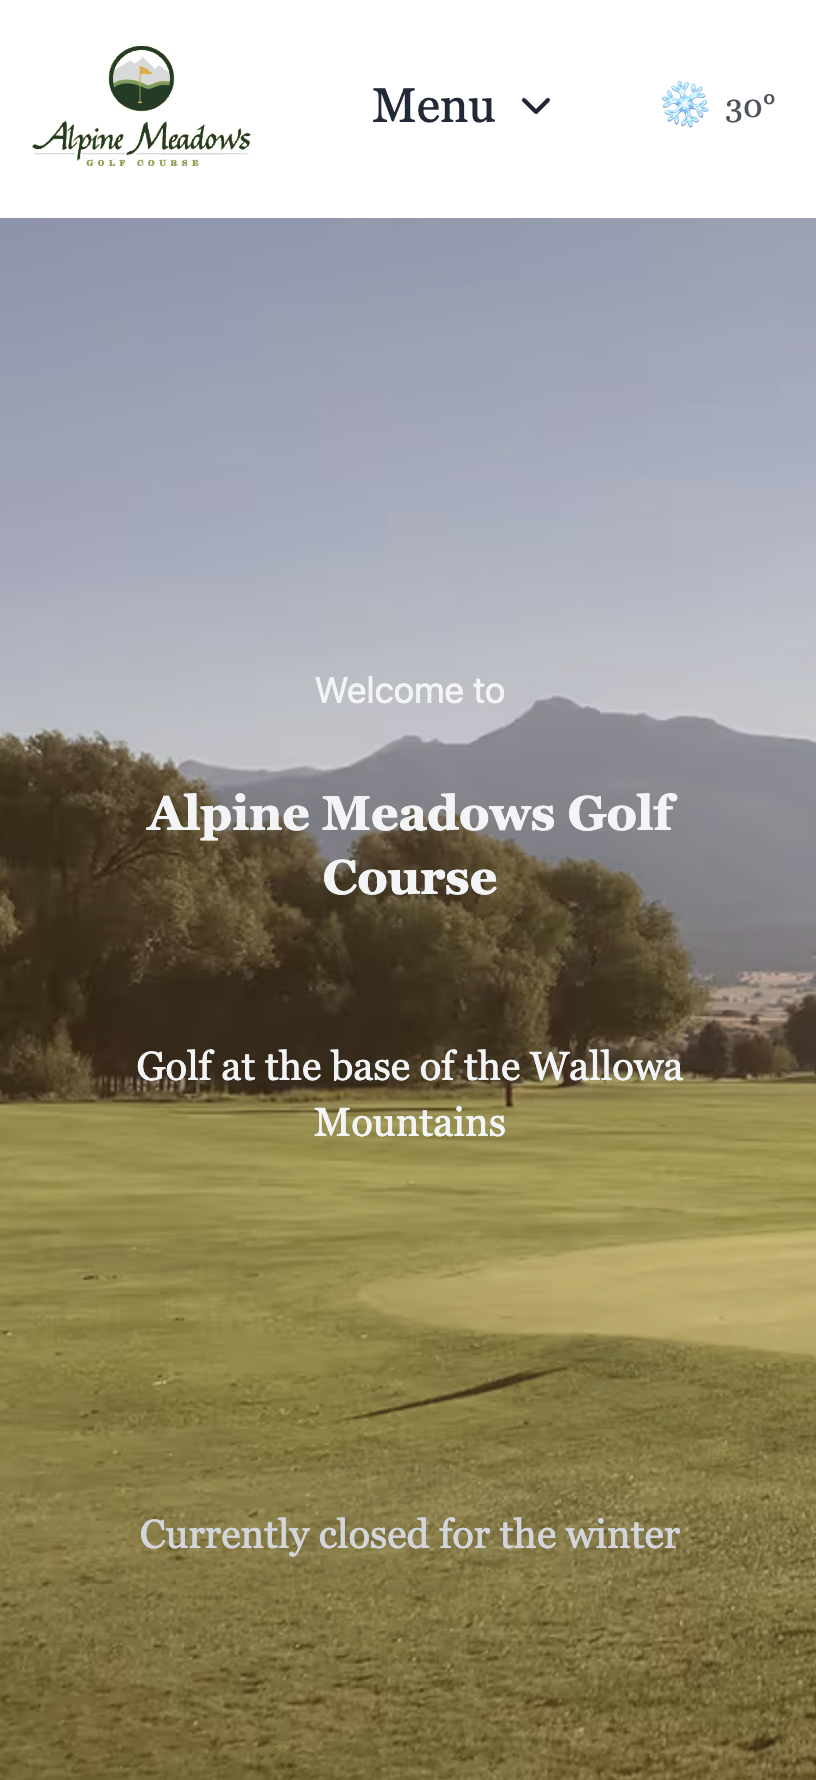 Alpine Meadows
GOLF COURSE
Menu
30°
Welcome to
Alpine Meadows Golf
Course
Golf at the base of the Wallowa
Mountains
Currently closed for the winter